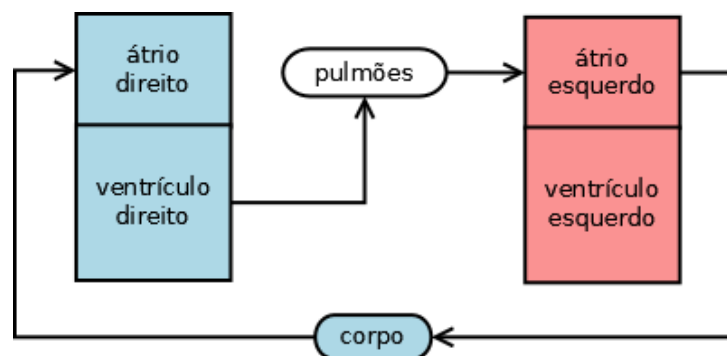 átrio
direito
pulmões
átrio
esquerdo
ventrículo
direito
ventrículo
esquerdo
corpo